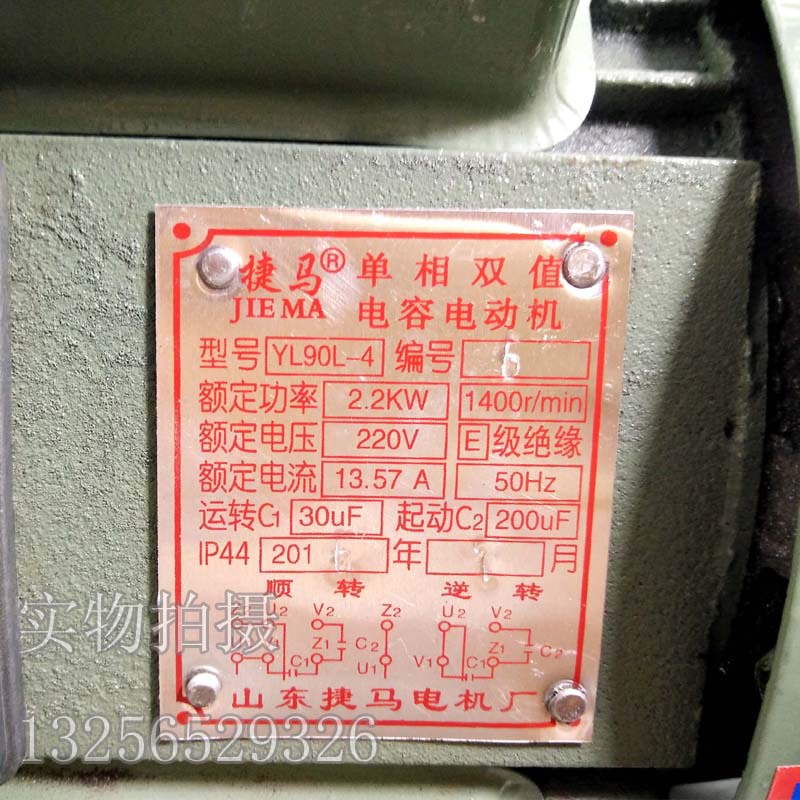 捷马® 单相双值
JIEMA 电容电动机
型号 YL90L-4 编号 6
额定功率 2.2KW 1400r/min
额定电压 220V E 级绝缘
额定电流 13.57 A 50Hz
运转C1 30uF 起动C2 200uF
IP44 201 年 月
顺转 逆转
U2 V2 Z2 U2 V2
Z1 C2 Z1 C2
C1 U1 V1 C1
山东捷马电机厂
实物拍摄
13256529326